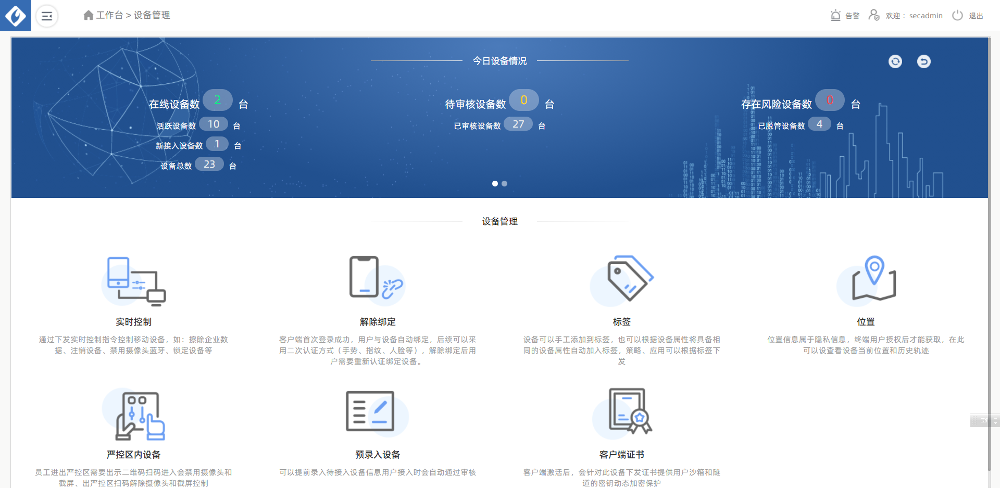 工作台 > 设备管理
告警 欢迎 : secadmin 退出
今日设备情况
在线设备数 2 台
活跃设备数 10 台
新接入设备数 1 台
设备总数 23 台
待审核设备数 0 台
已审核设备数 27 台
存在风险设备数 0 台
已脱管设备数 4 台
设备管理
实时控制
通过下发实时控制指令控制移动设备，如：擦除企业数
据、注销设备、禁用摄像头蓝牙、锁定设备等
解除绑定
客户端首次登录成功，用户与设备自动绑定，后续可以采
用二次认证方式（手势、指纹、人脸等），解除绑定后用
户需要重新认证绑定设备。
标签
设备可以手工添加到标签，也可以根据设备属性将具备相
同的设备属性自动加入标签，策略、应用可以根据标签下
发
位置
位置信息属于隐私信息，终端用户授权后才能获取，在此
可以设查看设备当前位置和历史轨迹
严控区内设备
员工进出严控区需要出示二维码扫码进入会禁用摄像头和
截屏、出严控区扫码解除摄像头和截屏控制
预录入设备
可以提前录入待接入设备信息用户接入时会自动通过审核
客户端证书
客户端激活后，会针对此设备下发证书提供用户沙箱和隧
道的密钥动态加密保护
EN